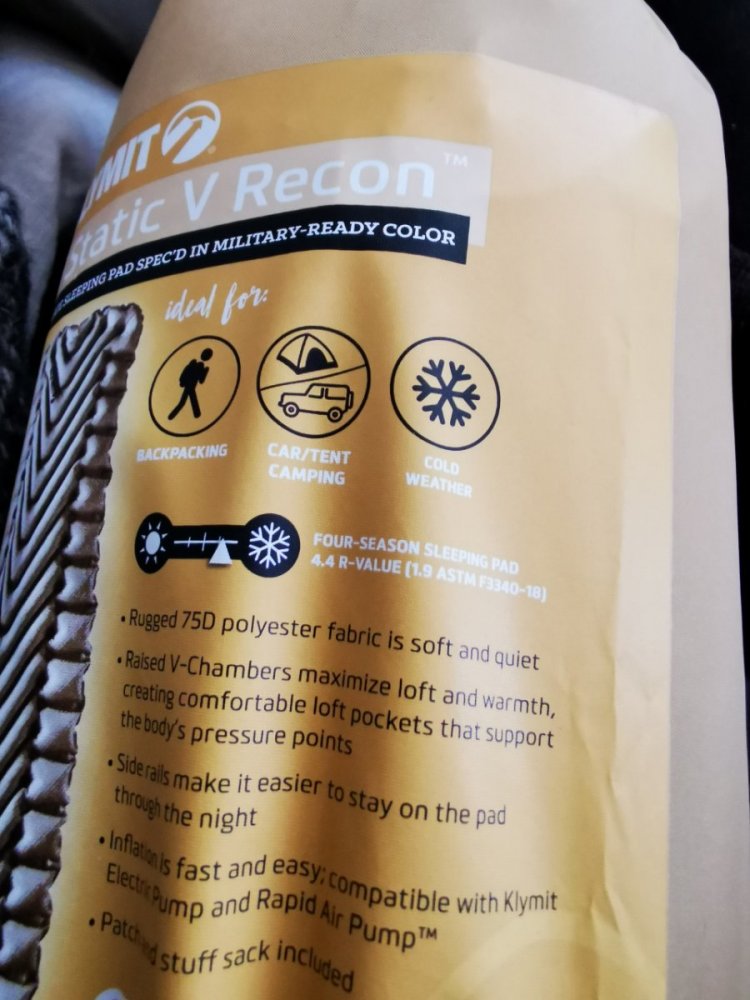 LYMIT
Static V Recon™
SLEEPING PAD SPEC'D IN MILITARY-READY COLOR
ideal for:
BACKPACKING
CAR/TENT
CAMPING
COLD
WEATHER
FOUR-SEASON SLEEPING PAD
4.4 R-VALUE (1.9 ASTM F3340-18)
• Rugged 75D polyester fabric is soft and quiet
• Raised V-Chambers maximize loft and warmth,
creating comfortable loft pockets that support
the body's pressure points
• Side rails make it easier to stay on the pad
through the night
• Inflation is fast and easy; compatible with Klymit
Electric Pump and Rapid Air Pump™
• Patch and stuff sack included